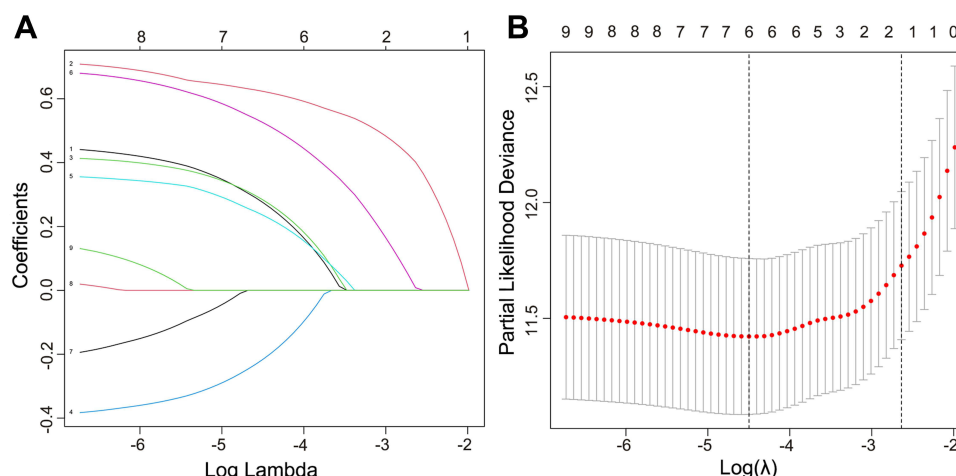 A
8 7 6 2 1
Coefficients
0.6
0.4
0.2
0.0
-0.2
-0.4
2
6
1
3
5
9
8
7
4
-6 -5 -4 -3 -2
Log Lambda
B
9 9 8 8 8 7 7 7 6 6 6 5 3 2 2 1 1 0
Partial Likelihood Deviance
12.5
12.0
11.5
-6 -5 -4 -3 -2
Log(λ)